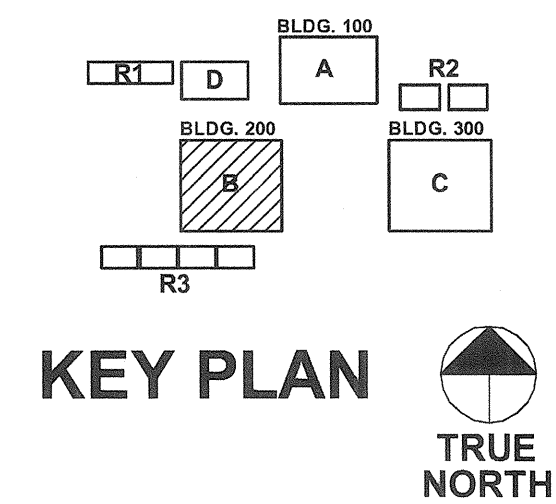 BLDG. 100
R1
D
A
R2
BLDG. 200
BLDG. 300
B
C
R3
KEY PLAN
TRUE
NORTH